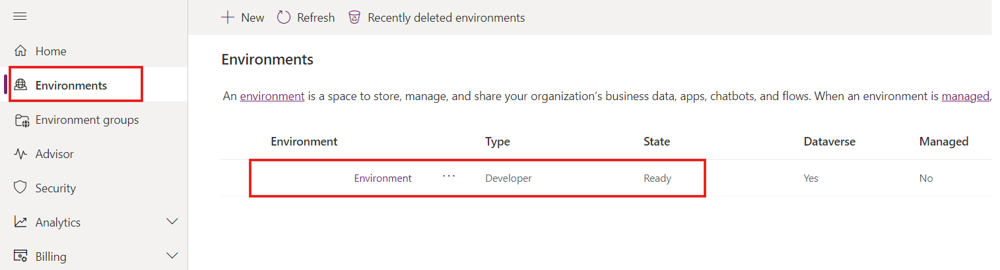 New Refresh Recently deleted environments
Home
Environments
Environment groups
Advisor
Security
Analytics
Billing
Environments
An environment is a space to store, manage, and share your organization’s business data, apps, chatbots, and flows. When an environment is managed,
Environment Type State Dataverse Managed
Environment ... Developer Ready Yes No